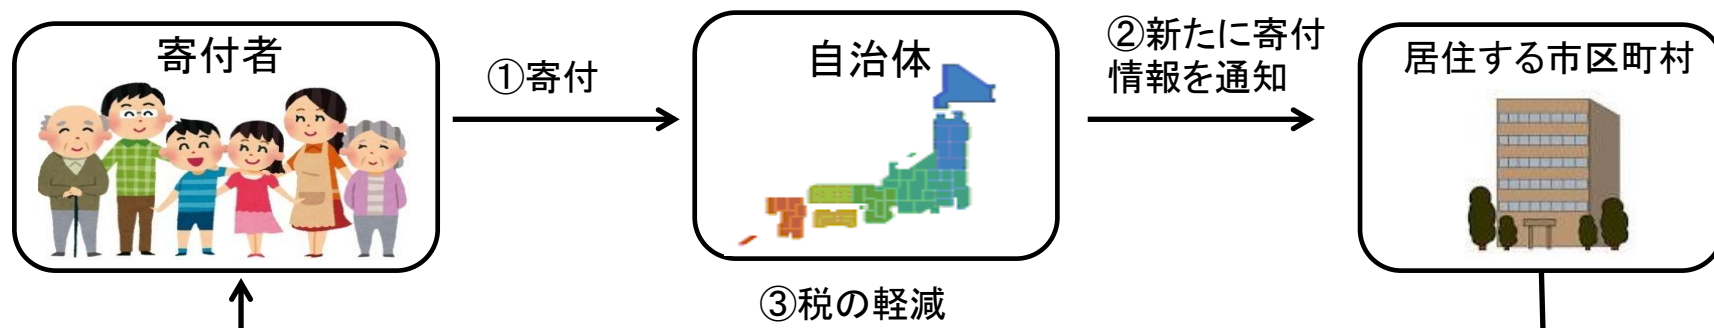 寄付者
①寄付
自治体
②新たに寄付
情報を通知
居住する市区町村
③税の軽減